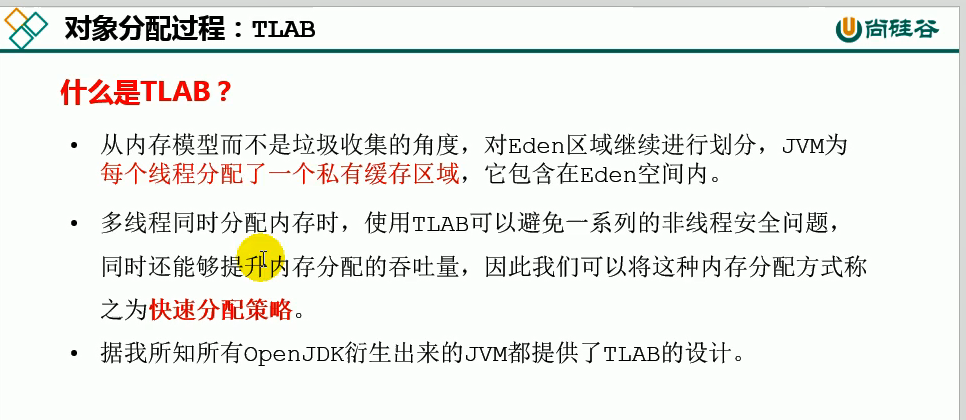 对象分配过程：TLAB
尚硅谷
什么是TLAB？
• 从内存模型而不是垃圾收集的角度，对Eden区域继续进行划分，JVM为
每个线程分配了一个私有缓存区域，它包含在Eden空间内。
• 多线程同时分配内存时，使用TLAB可以避免一系列的非线程安全问题，
同时还能够提升内存分配的吞吐量，因此我们可以将这种内存分配方式称
之为快速分配策略。
• 据我所知所有OpenJDK衍生出来的JVM都提供了TLAB的设计。